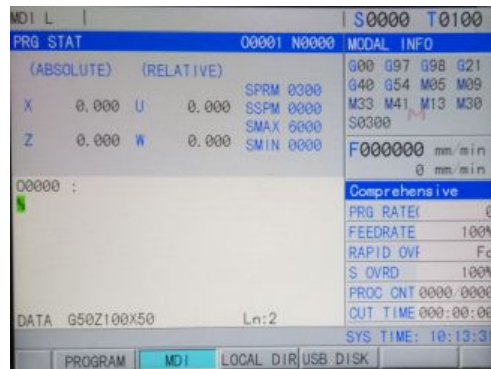 MDI L S0000 T0100
PRG STAT O0001 N0000 MODAL INFO
(ABSOLUTE) (RELATIVE)
G00 G97 G98 G21
G40 G54 M05 M09
M33 M41 M13 M30
S0300
SPRM 0300
X 0.000 U 0.000 SSPM 0000
SMAX 6000
Z 0.000 W 0.000 SMIN 0000
F000000 mm/min
0 mm/min
O0000 :
Comprehensive
PRG RATE(
FEEDRATE 100%
RAPID OVF
S OVRD 100%
PROC CNT 0000/0000
CUT TIME 000:00:00
DATA G50Z100X50 Ln:2
SYS TIME: 10:13:3
PROGRAM MDI LOCAL DIR USB DISK